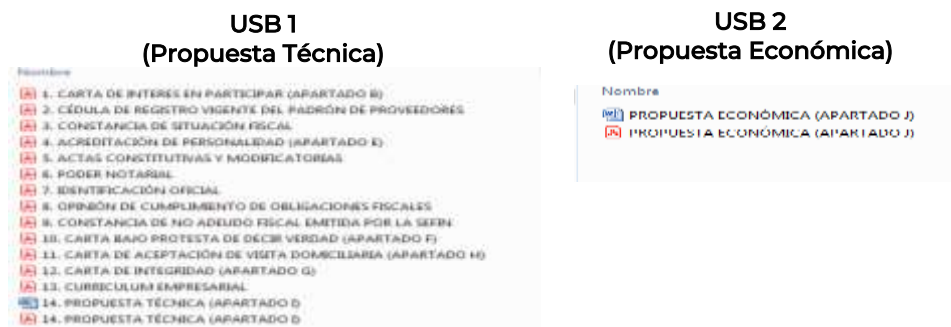 USB 1
(Propuesta Técnica)
Nombre
1. CARTA DE INTERES EN PARTICIPAR (APARTADO B)
2. CÉDULA DE REGISTRO VIGENTE DEL PADRÓN DE PROVEEDORES
3. CONSTANCIA DE SITUACIÓN FISCAL
4. ACREDITACIÓN DE PERSONALIDAD (APARTADO E)
5. ACTAS CONSTITUTIVAS Y MODIFICATORIAS
6. PODER NOTARIAL
7. IDENTIFICACIÓN OFICIAL
8. OPINIÓN DE CUMPLIMIENTO DE OBLIGACIONES FISCALES
9. CONSTANCIA DE NO ADEUDO FISCAL EMITIDA POR LA SEFIN
10. CARTA BAJO PROTESTA DE DECIR VERDAD (APARTADO F)
11. CARTA DE ACEPTACIÓN DE VISITA DOMICILIARIA (APARTADO H)
12. CARTA DE INTEGRIDAD (APARTADO G)
13. CURRICULUM EMPRESARIAL
14. PROPUESTA TÉCNICA (APARTADO I)
14. PROPUESTA TÉCNICA (APARTADO I)
USB 2
(Propuesta Económica)
Nombre
PROPUESTA ECONÓMICA (APARTADO J)
PROPUESTA ECONÓMICA (APARTADO J)